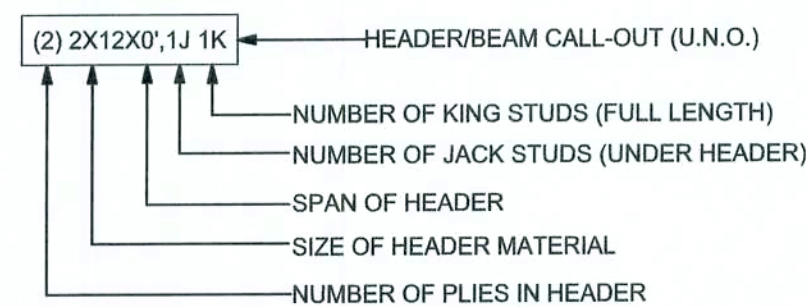 (2) 2X12X0',1J 1K
HEADER/BEAM CALL-OUT (U.N.O.)
NUMBER OF KING STUDS (FULL LENGTH)
NUMBER OF JACK STUDS (UNDER HEADER)
SPAN OF HEADER
SIZE OF HEADER MATERIAL
NUMBER OF PLIES IN HEADER